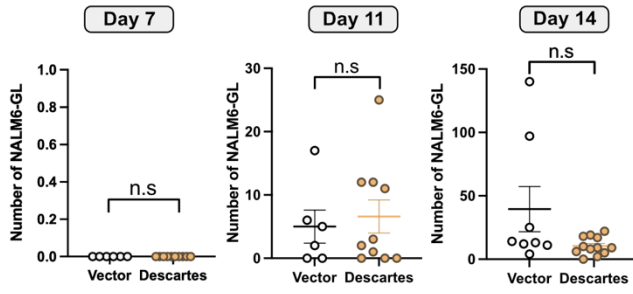 Day 7
Day 11
Day 14
Number of NALM6-GL
1.0
0.8
0.6
0.4
0.2
0.0
n.s
Vector
Descartes
Number of NALM6-GL
30
20
10
0
n.s
Vector
Descartes
Number of NALM6-GL
150
100
50
0
n.s
Vector
Descartes